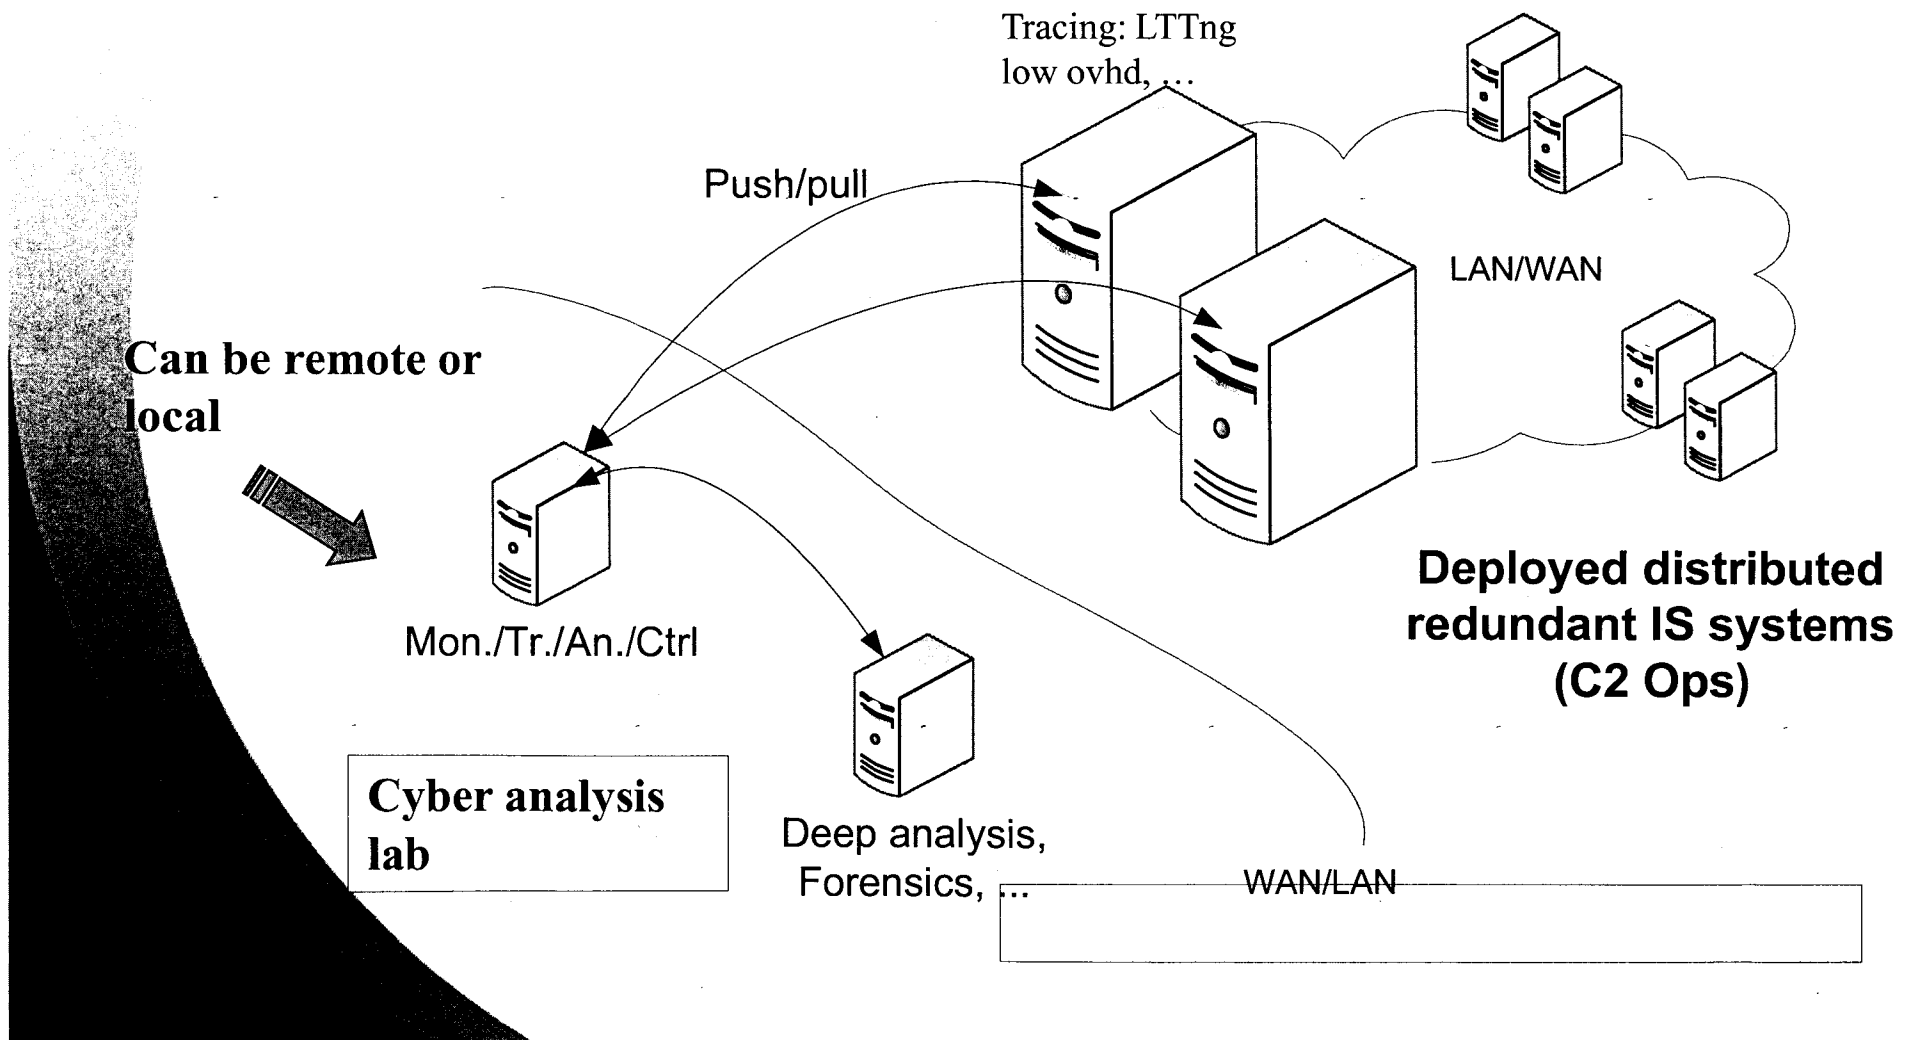 Tracing: LTTng
low ovhd, …
Push/pull
LAN/WAN
Can be remote or
local
Deployed distributed
redundant IS systems
(C2 Ops)
Mon./Tr./An./Ctrl
Cyber analysis
lab
Deep analysis,
Forensics, ...
WAN/LAN